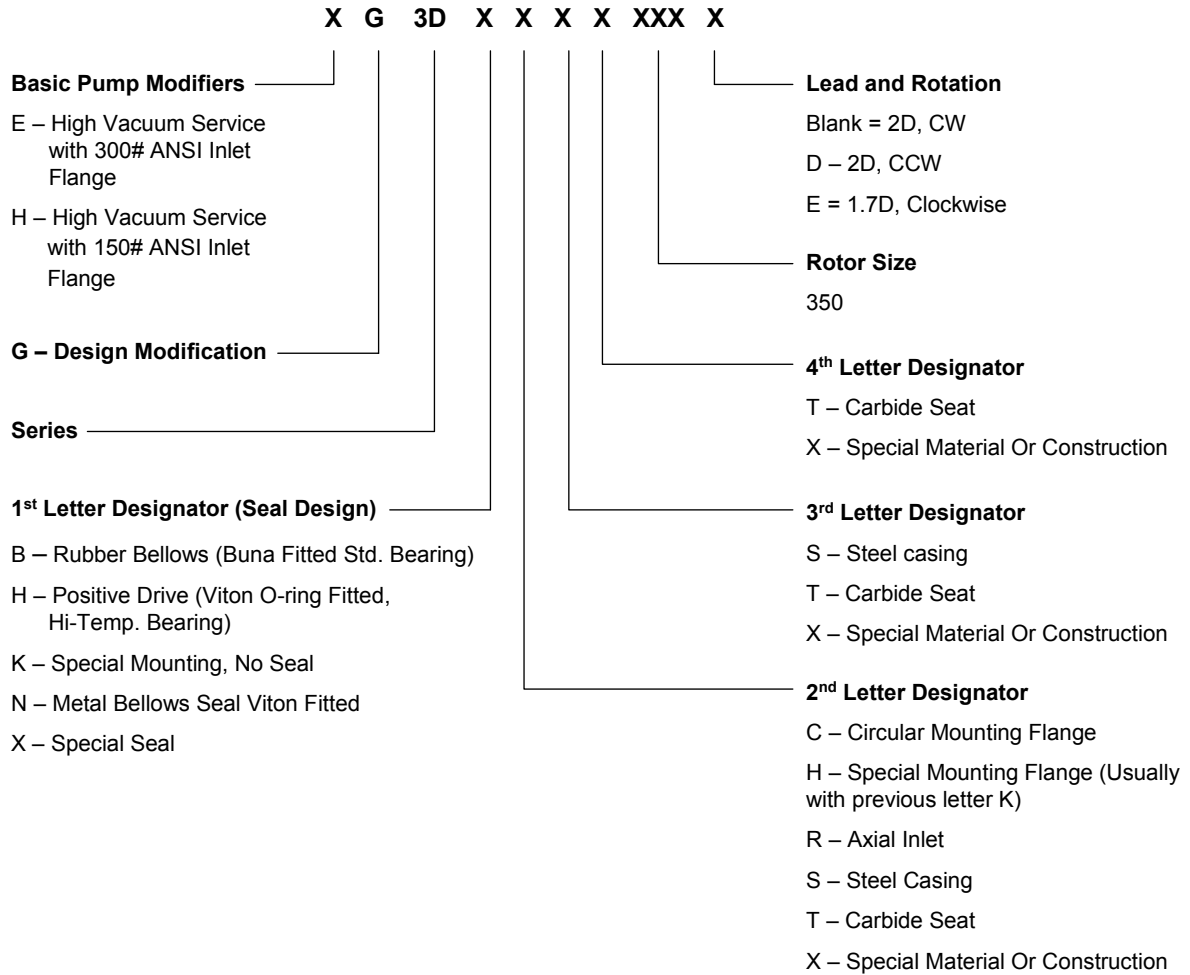 X G 3D X X X X XXX X
Basic Pump Modifiers
E – High Vacuum Service
with 300# ANSI Inlet
Flange
H – High Vacuum Service
with 150# ANSI Inlet
Flange
G – Design Modification
Series
1st Letter Designator (Seal Design)
B – Rubber Bellows (Buna Fitted Std. Bearing)
H – Positive Drive (Viton O-ring Fitted,
Hi-Temp. Bearing)
K – Special Mounting, No Seal
N – Metal Bellows Seal Viton Fitted
X – Special Seal
Lead and Rotation
Blank = 2D, CW
D – 2D, CCW
E = 1.7D, Clockwise
Rotor Size
350
4th Letter Designator
T – Carbide Seat
X – Special Material Or Construction
3rd Letter Designator
S – Steel casing
T – Carbide Seat
X – Special Material Or Construction
2nd Letter Designator
C – Circular Mounting Flange
H – Special Mounting Flange (Usually
with previous letter K)
R – Axial Inlet
S – Steel Casing
T – Carbide Seat
X – Special Material Or Construction